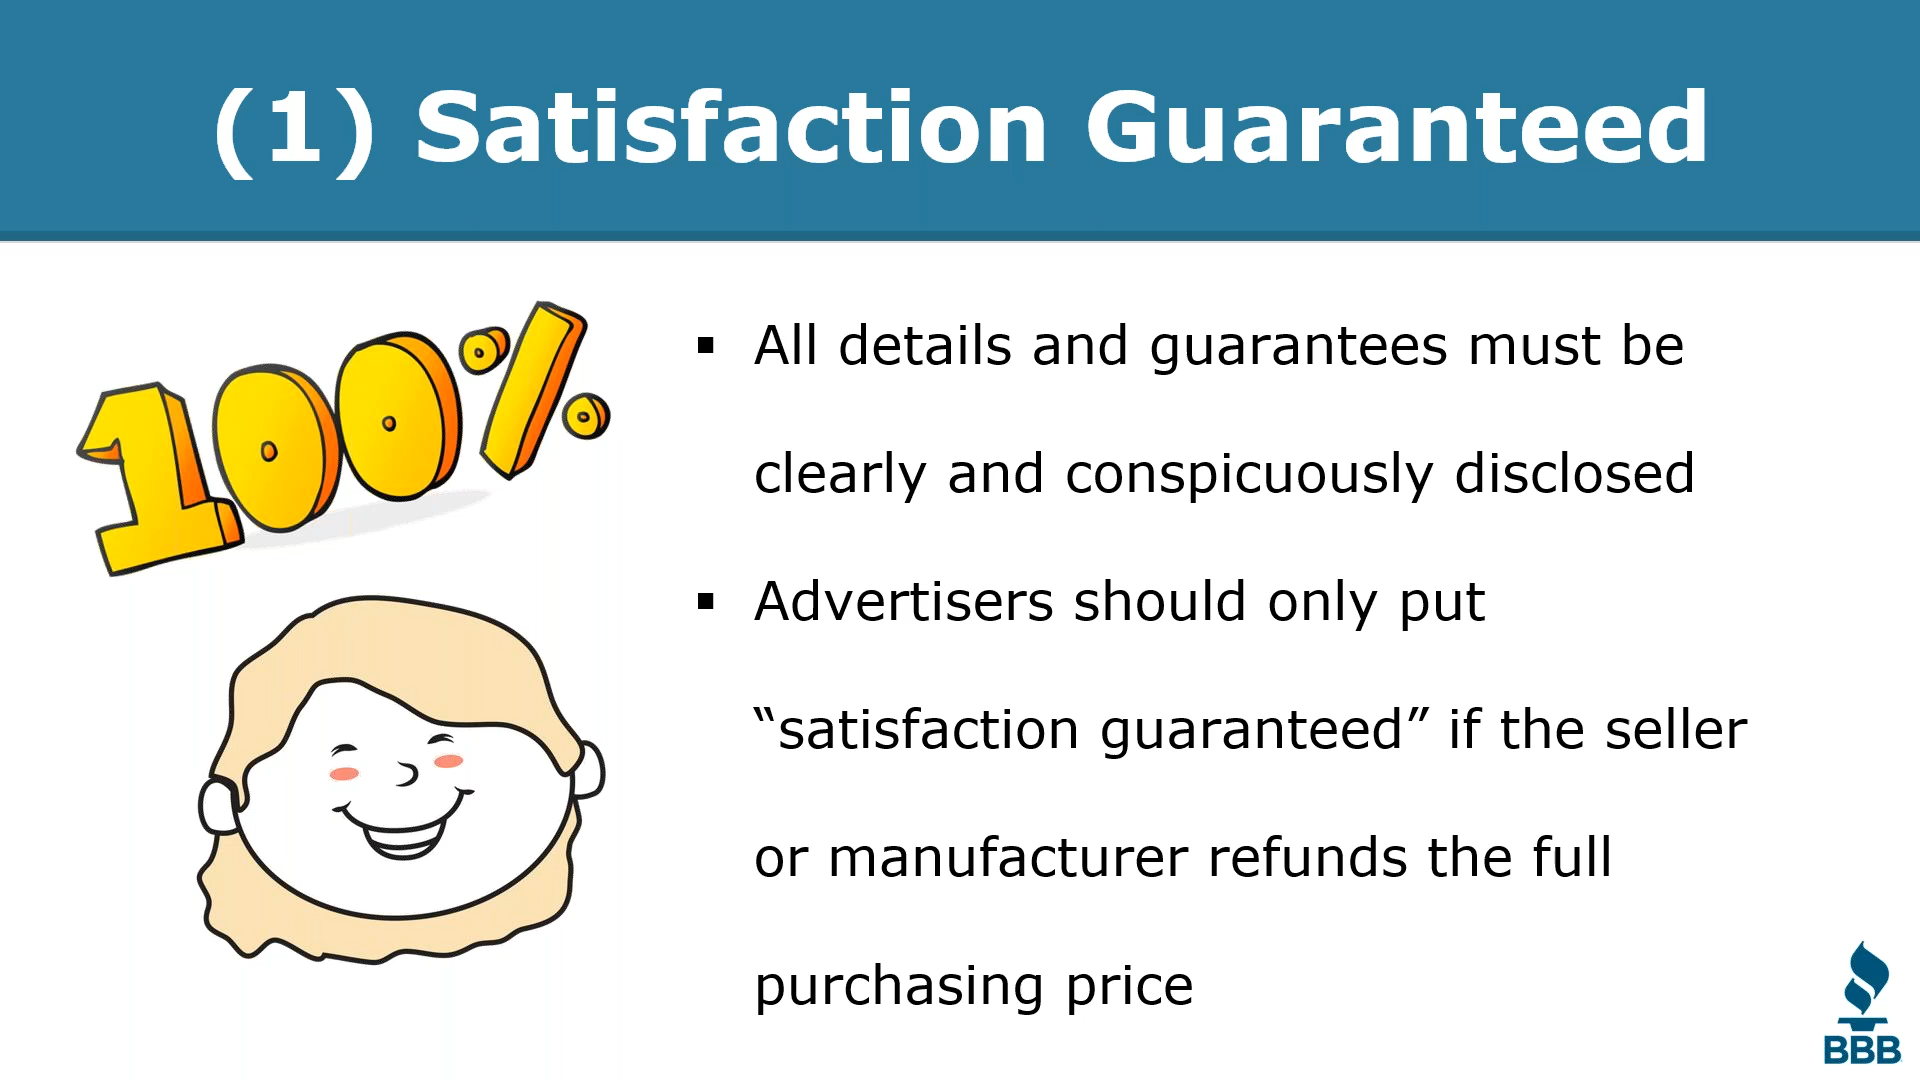 (1) Satisfaction Guaranteed
100%
▪ All details and guarantees must be
clearly and conspicuously disclosed
▪ Advertisers should only put
“satisfaction guaranteed” if the seller
or manufacturer refunds the full
purchasing price
BBB